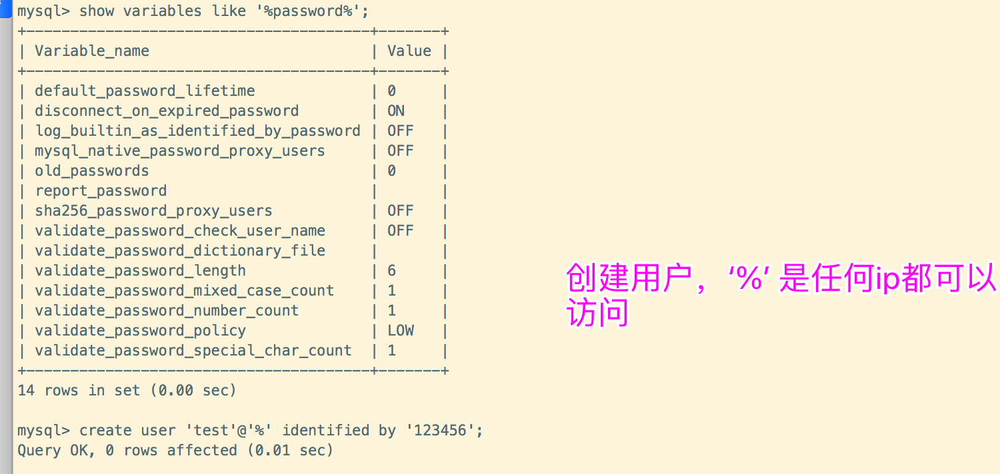 mysql> show variables like '%password%';
+---------------------------------------+-------+
| Variable_name                         | Value |
+---------------------------------------+-------+
| default_password_lifetime             | 0     |
| disconnect_on_expired_password        | ON    |
| log_builtin_as_identified_by_password | OFF   |
| mysql_native_password_proxy_users     | OFF   |
| old_passwords                         | 0     |
| report_password                       |       |
| sha256_password_proxy_users           | OFF   |
| validate_password_check_user_name     | OFF   |
| validate_password_dictionary_file     |       |
| validate_password_length              | 6     |
| validate_password_mixed_case_count    | 1     |
| validate_password_number_count        | 1     |
| validate_password_policy              | LOW   |
| validate_password_special_char_count  | 1     |
+---------------------------------------+-------+
14 rows in set (0.00 sec)
mysql> create user 'test'@'%' identified by '123456';
Query OK, 0 rows affected (0.01 sec)
创建用户，‘%’ 是任何ip都可以
访问